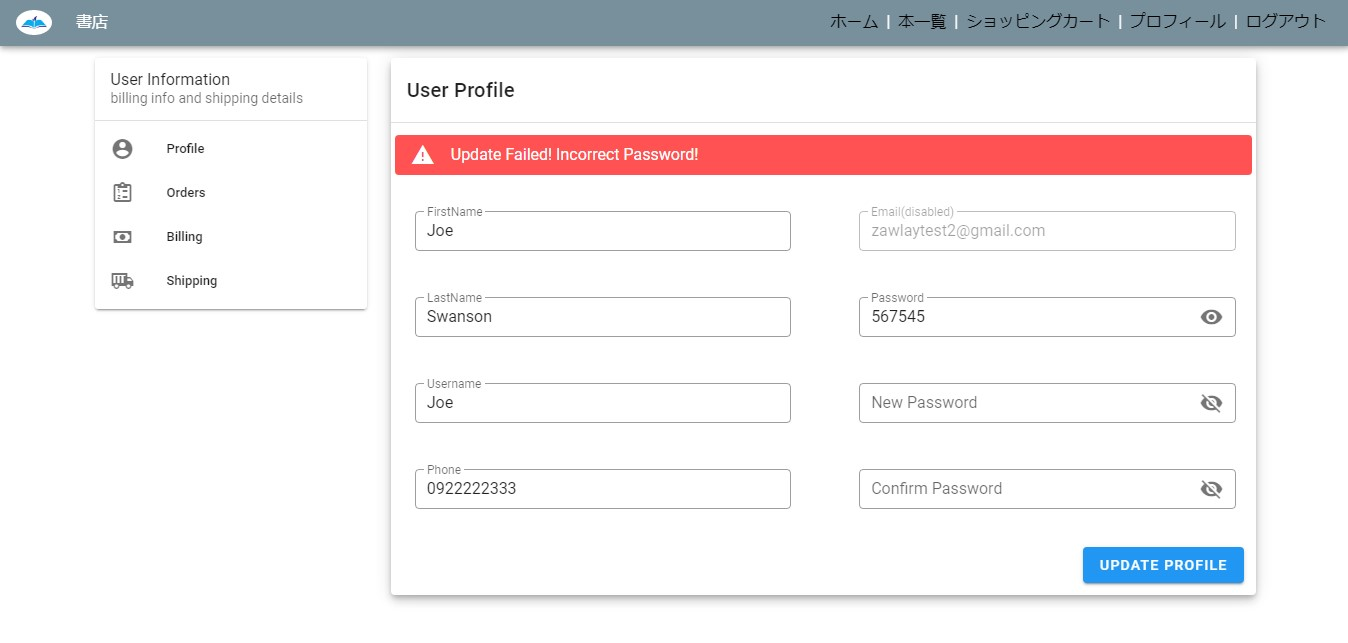 書店
ホーム | 本一覧 | ショッピングカート | プロフィール | ログアウト
User Information
billing info and shipping details
Profile
Orders
Billing
Shipping
User Profile
Update Failed! Incorrect Password!
FirstName
Joe
Email(disabled)
zawlaytest2@gmail.com
LastName
Swanson
Password
567545
Username
Joe
New Password
Phone
0922222333
Confirm Password
UPDATE PROFILE